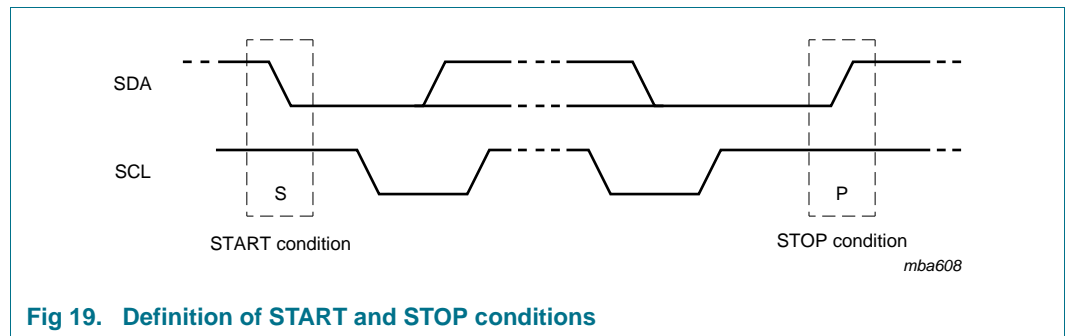 SDA
SCL
S
P
START condition
STOP condition
mba608
Fig 19. Definition of START and STOP conditions